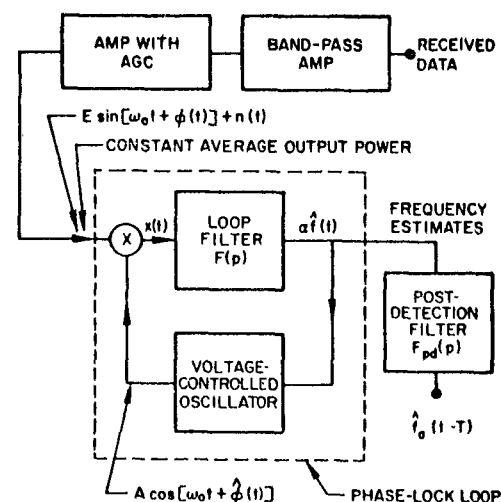 AMP WITH
AGC
BAND-PASS
AMP
RECEIVED
DATA
E sin[ω₀t + ϕ(t)] + n(t)
CONSTANT AVERAGE OUTPUT POWER
X
x(t)
LOOP
FILTER
F(p)
αf̂(t)
FREQUENCY
ESTIMATES
POST-
DETECTION
FILTER
F_pd(p)
VOLTAGE-
CONTROLLED
OSCILLATOR
f̂ₐ(t -T)
A cos[ω₀t + ϕ̂(t)]
PHASE-LOCK LOOP